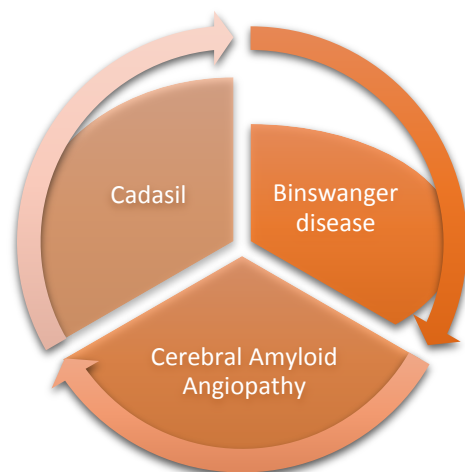 Cadasil
Binswanger
disease
Cerebral Amyloid
Angiopathy